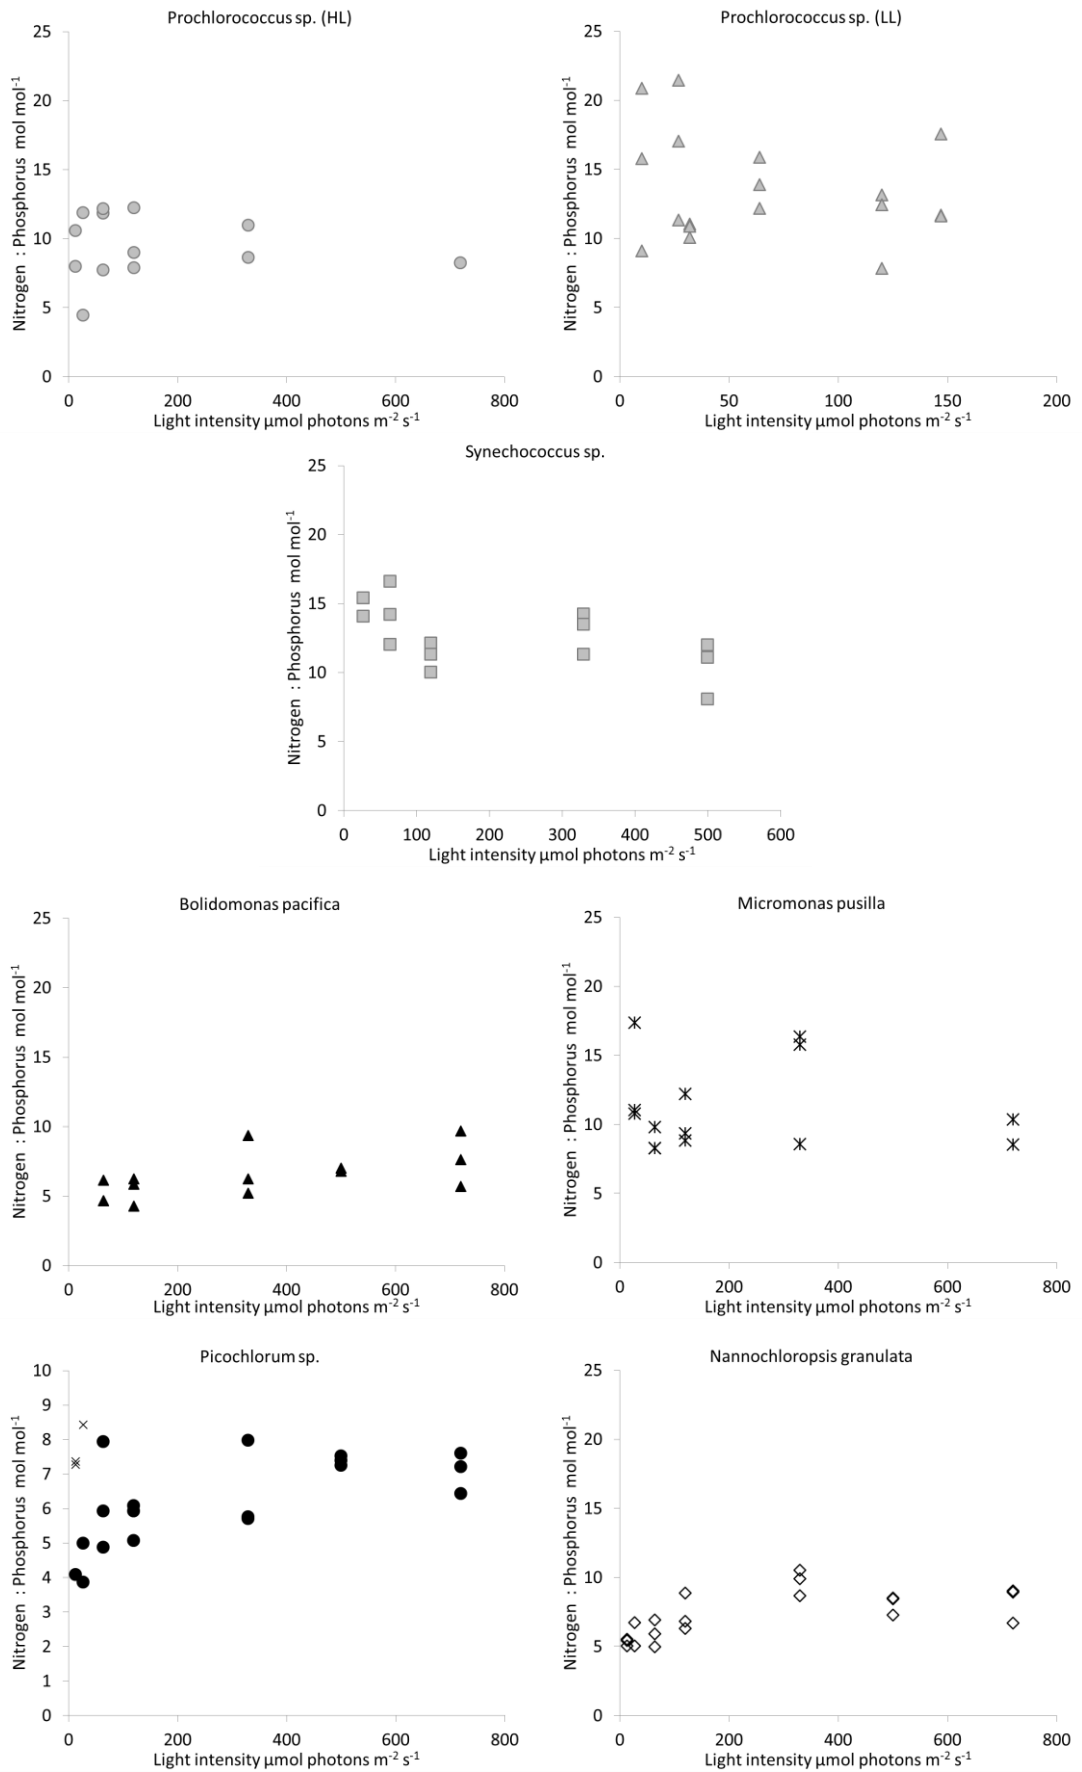 Prochlorococcus sp. (HL)
25
20
15
10
5
0
0 200 400 600 800
Nitrogen : Phosphorus mol mol⁻¹
Light intensity µmol photons m⁻² s⁻¹
Prochlorococcus sp. (LL)
25
20
15
10
5
0
0 50 100 150 200
Nitrogen : Phosphorus mol mol⁻¹
Light intensity µmol photons m⁻² s⁻¹
Synechococcus sp.
25
20
15
10
5
0
0 100 200 300 400 500 600
Nitrogen : Phosphorus mol mol⁻¹
Light intensity µmol photons m⁻² s⁻¹
Bolidomonas pacifica
25
20
15
10
5
0
0 200 400 600 800
Nitrogen : Phosphorus mol mol⁻¹
Light intensity µmol photons m⁻² s⁻¹
Micromonas pusilla
25
20
15
10
5
0
0 200 400 600 800
Nitrogen : Phosphorus mol mol⁻¹
Light intensity µmol photons m⁻² s⁻¹
Picochlorum sp.
10
9
8
7
6
5
4
3
2
1
0
0 200 400 600 800
Nitrogen : Phosphorus mol mol⁻¹
Light intensity µmol photons m⁻² s⁻¹
Nannochloropsis granulata
25
20
15
10
5
0
0 200 400 600 800
Nitrogen : Phosphorus mol mol⁻¹
Light intensity µmol photons m⁻² s⁻¹